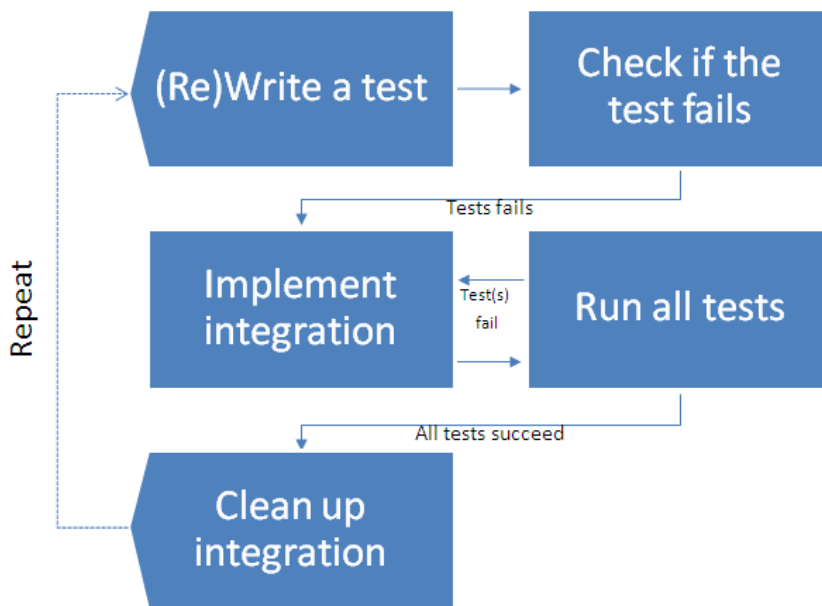 (Re)Write a test
Check if the
test fails
Tests fails
Implement
integration
Test(s)
fail
Run all tests
All tests succeed
Clean up
integration
Repeat